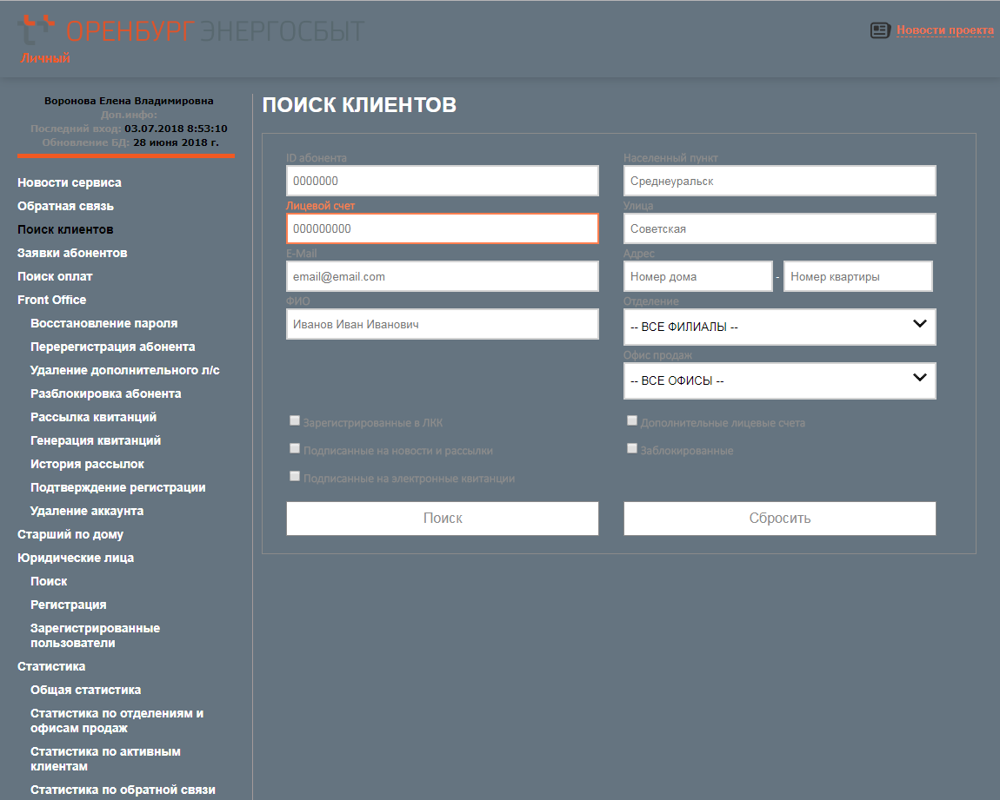 ОРЕНБУРГ ЭНЕРГОСБЫТ
Личный
Новости проекта
Воронова Елена Владимировна
Доп.инфо:
Последний вход: 03.07.2018 8:53:10
Обновление БД: 28 июня 2018 г.
Новости сервиса
Обратная связь
Поиск клиентов
Заявки абонентов
Поиск оплат
Front Office
Восстановление пароля
Перерегистрация абонента
Удаление дополнительного л/с
Разблокировка абонента
Рассылка квитанций
Генерация квитанций
История рассылок
Подтверждение регистрации
Удаление аккаунта
Старший по дому
Юридические лица
Поиск
Регистрация
Зарегистрированные
пользователи
Статистика
Общая статистика
Статистика по отделениям и
офисам продаж
Статистика по активным
клиентам
Статистика по обратной связи
ПОИСК КЛИЕНТОВ
ID абонента
0000000
Лицевой счет
000000000
E-Mail
email@email.com
ФИО
Иванов Иван Иванович
Населенный пункт
Среднеуральск
Улица
Советская
Адрес
Номер дома - Номер квартиры
Отделение
-- ВСЕ ФИЛИАЛЫ --
Офис продаж
-- ВСЕ ОФИСЫ --
Зарегистрированные в ЛКК
Подписанные на новости и рассылки
Подписанные на электронные квитанции
Дополнительные лицевые счета
Заблокированные
Поиск
Сбросить